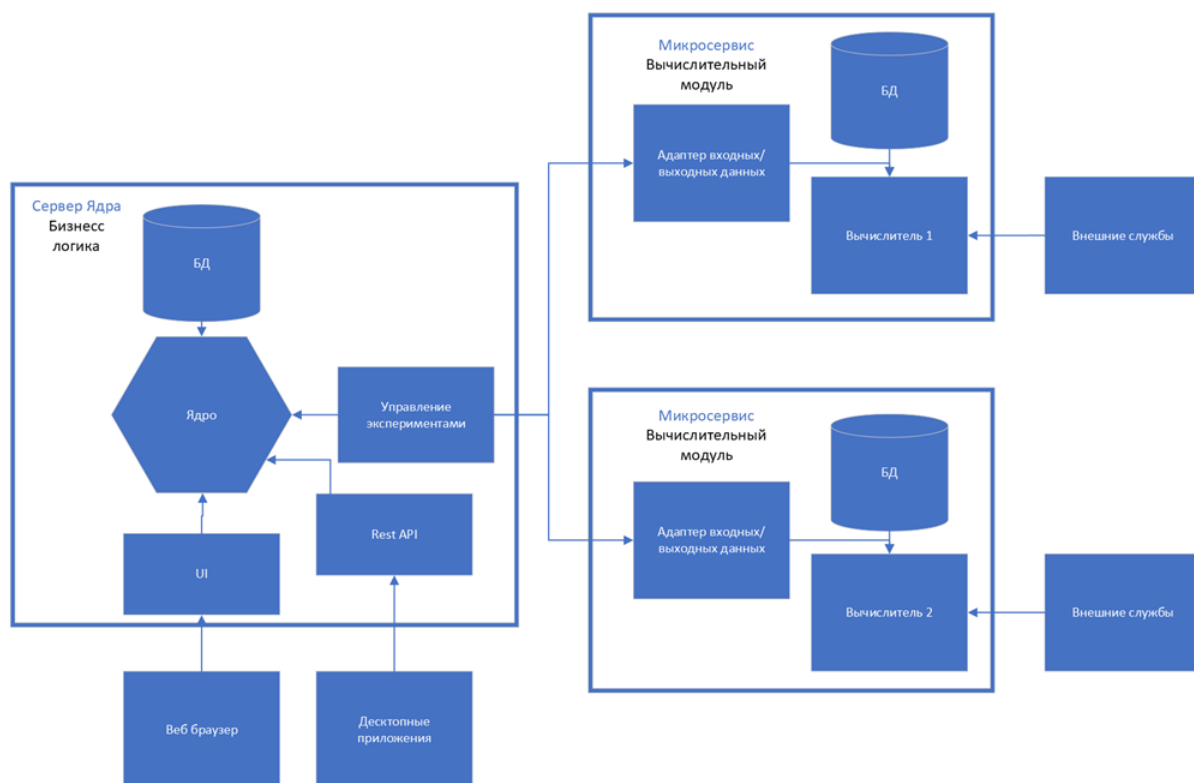 Микросервис
Вычислительный
модуль
БД
Адаптер входных/
выходных данных
Вычислитель 1
Внешние службы
Сервер Ядра
Бизнесс
логика
БД
Ядро
Управление
экспериментами
Rest API
UI
Веб браузер
Десктопные
приложения
Микросервис
Вычислительный
модуль
БД
Адаптер входных/
выходных данных
Вычислитель 2
Внешние службы